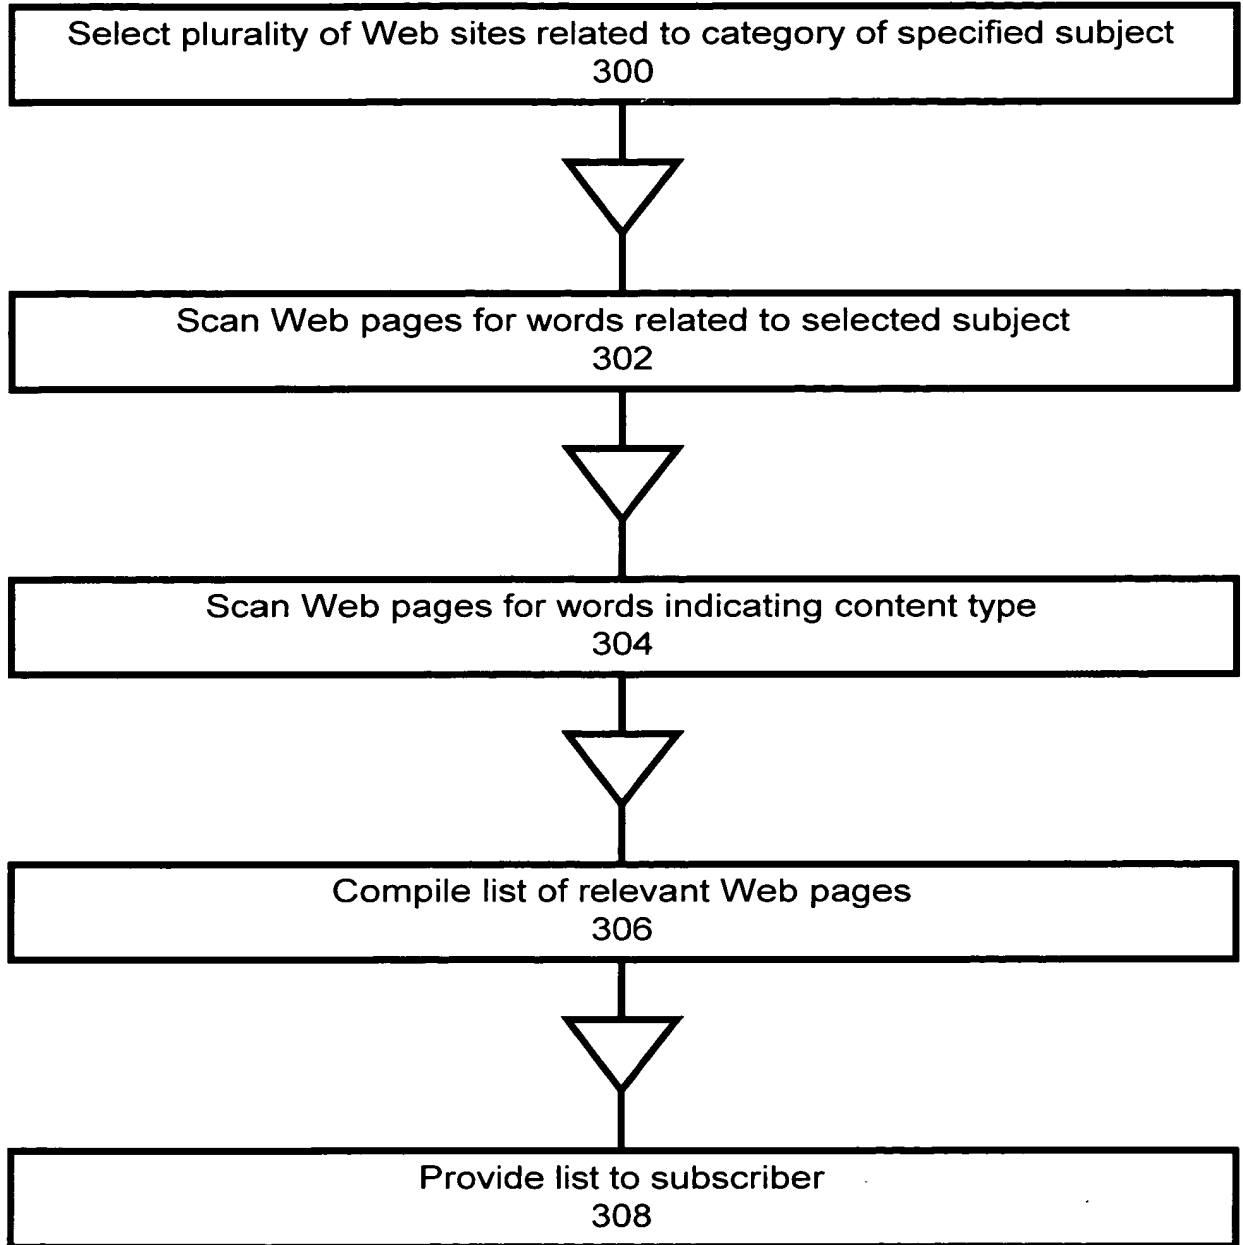 Select plurality of Web sites related to category of specified subject
300
Scan Web pages for words related to selected subject
302
Scan Web pages for words indicating content type
304
Compile list of relevant Web pages
306
Provide list to subscriber
308